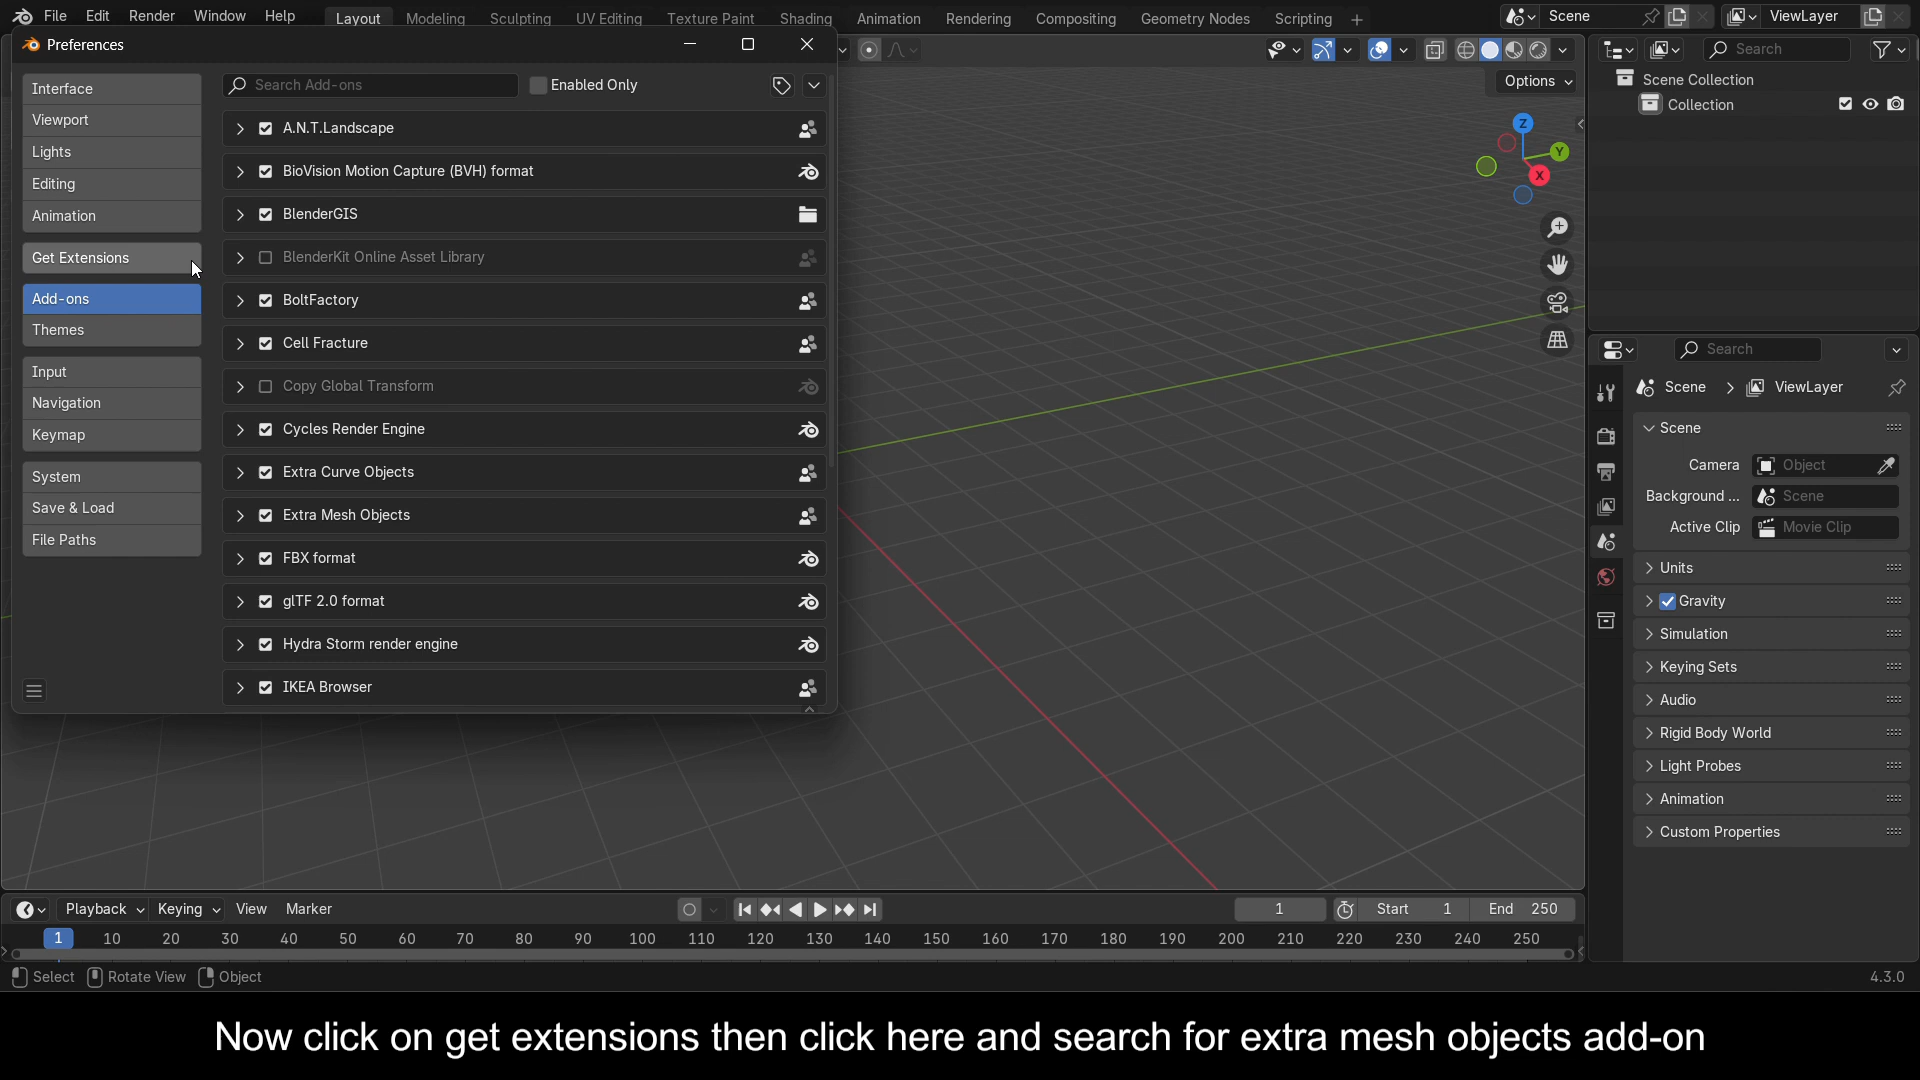 File Edit Render Window Help Layout Modeling Sculpting UV Editing Texture Paint Shading Animation Rendering Compositing Geometry Nodes Scripting + Scene ViewLayer
Preferences
Search Add-ons Enabled Only
Interface
Viewport
Lights
Editing
Animation
Get Extensions
Add-ons
Themes
Input
Navigation
Keymap
System
Save & Load
File Paths
A.N.T.Landscape
BioVision Motion Capture (BVH) format
BlenderGIS
BlenderKit Online Asset Library
BoltFactory
Cell Fracture
Copy Global Transform
Cycles Render Engine
Extra Curve Objects
Extra Mesh Objects
FBX format
glTF 2.0 format
Hydra Storm render engine
IKEA Browser
Options
Z
Y
X
Search
Scene Collection
Collection
Search
Scene ViewLayer
Scene
Camera Object
Background ... Scene
Active Clip Movie Clip
Units
Gravity
Simulation
Keying Sets
Audio
Rigid Body World
Light Probes
Animation
Custom Properties
Playback Keying View Marker 1 Start 1 End 250
1 10 20 30 40 50 60 70 80 90 100 110 120 130 140 150 160 170 180 190 200 210 220 230 240 250
Select Rotate View Object 4.3.0
Now click on get extensions then click here and search for extra mesh objects add-on